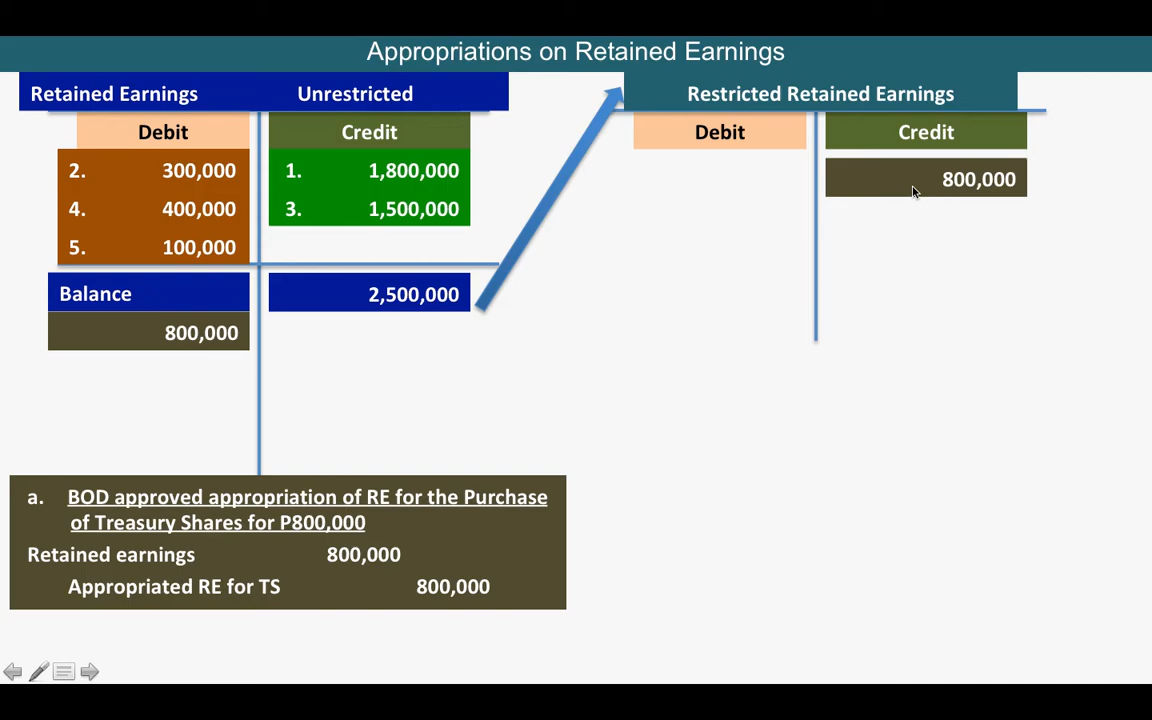 Appropriations on Retained Earnings
Retained Earnings Unrestricted
Debit Credit
2. 300,000 1. 1,800,000
4. 400,000 3. 1,500,000
5. 100,000
Balance 2,500,000
800,000
Restricted Retained Earnings
Debit Credit
800,000
a. BOD approved appropriation of RE for the Purchase
of Treasury Shares for P800,000
Retained earnings 800,000
Appropriated RE for TS 800,000